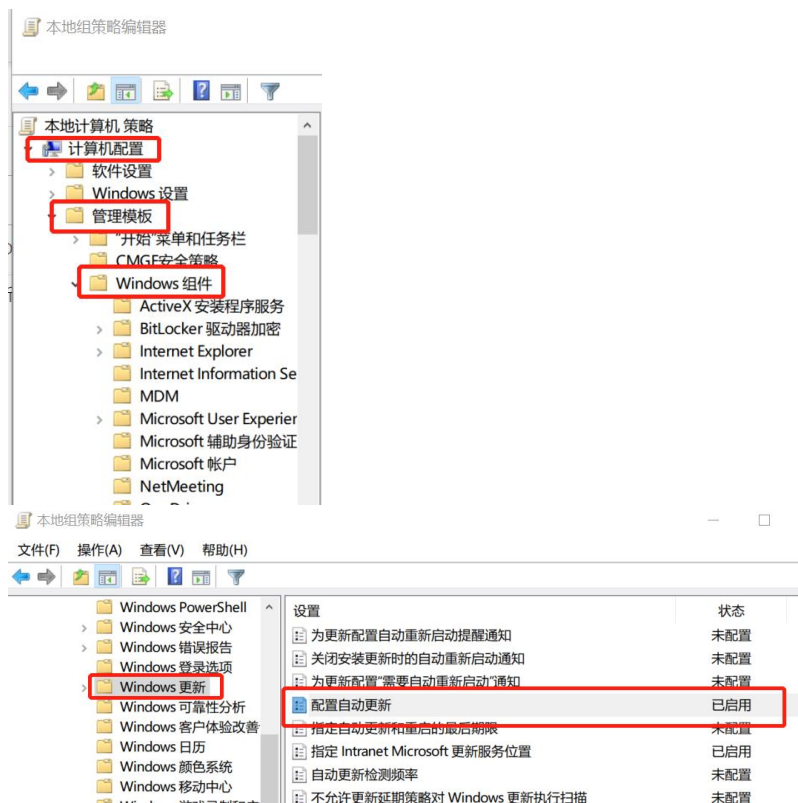 本地组策略编辑器
本地计算机 策略
计算机配置
软件设置
Windows 设置
管理模板
"开始"菜单和任务栏
CMGE安全策略
Windows 组件
ActiveX 安装程序服务
BitLocker 驱动器加密
Internet Explorer
Internet Information Se
MDM
Microsoft User Experier
Microsoft 辅助身份验证
Microsoft 帐户
NetMeeting
本地组策略编辑器
文件(F) 操作(A) 查看(V) 帮助(H)
Windows PowerShell
设置 状态
Windows 安全中心
为更新配置自动重新启动提醒通知 未配置
Windows 错误报告
关闭安装更新时的自动重新启动通知 未配置
Windows 登录选项
为更新配置"需要自动重新启动"通知 未配置
Windows 更新
配置自动更新 已启用
Windows 可靠性分析
指定自动更新和重启的最后期限 未配置
Windows 客户体验改善
指定 Intranet Microsoft 更新服务位置 已启用
Windows 日历
自动更新检测频率 未配置
Windows 颜色系统
不允许更新延期策略对 Windows 更新执行扫描 未配置
Windows 移动中心